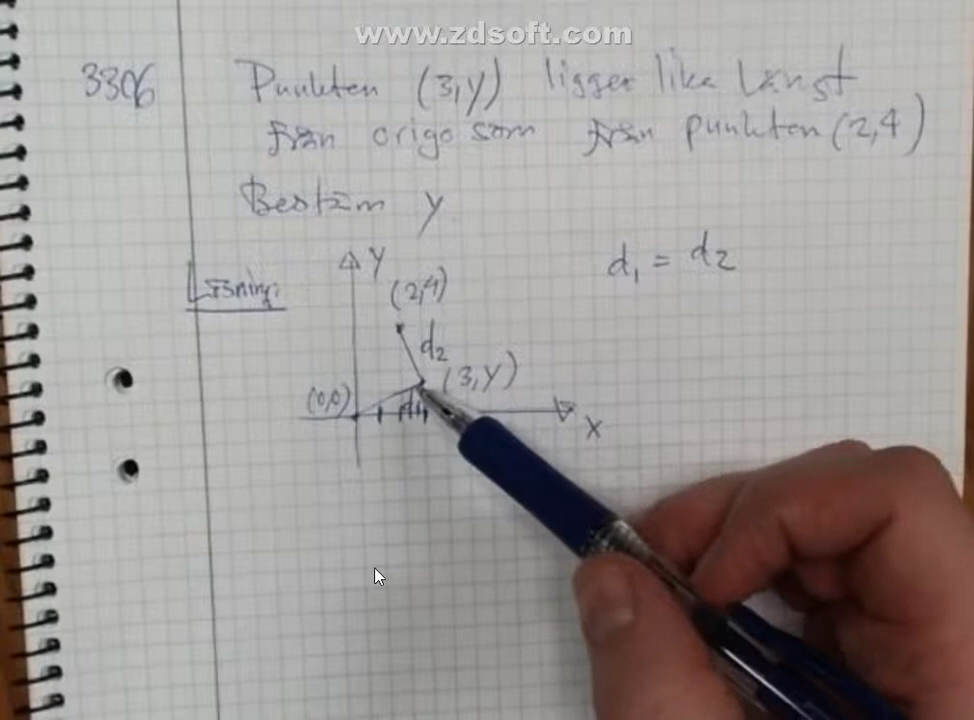 www.zdsoft.com
3306 Punkten (3,y) ligger lika långt
från origo som från punkten (2,4)
Bestäm y
Lösning:
y
d₁ = d₂
(2,4)
d₂
(3,y)
(0,0)
d₁
x